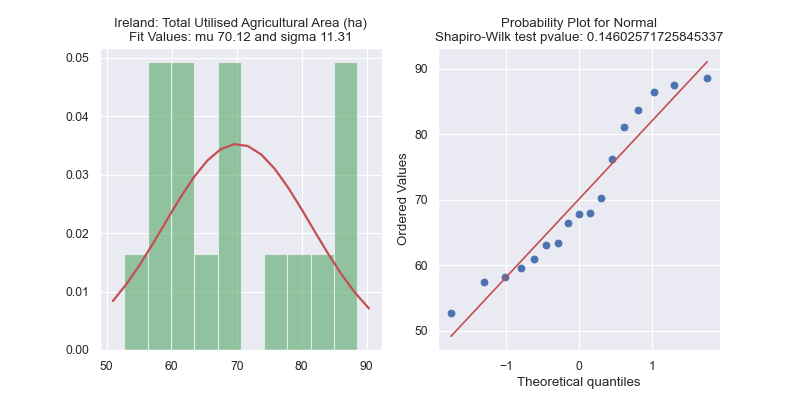 Ireland: Total Utilised Agricultural Area (ha)
Fit Values: mu 70.12 and sigma 11.31
0.05
0.04
0.03
0.02
0.01
0.00
50 60 70 80 90
Probability Plot for Normal
Shapiro-Wilk test pvalue: 0.14602571725845337
Ordered Values
90
80
70
60
50
−1 0 1
Theoretical quantiles